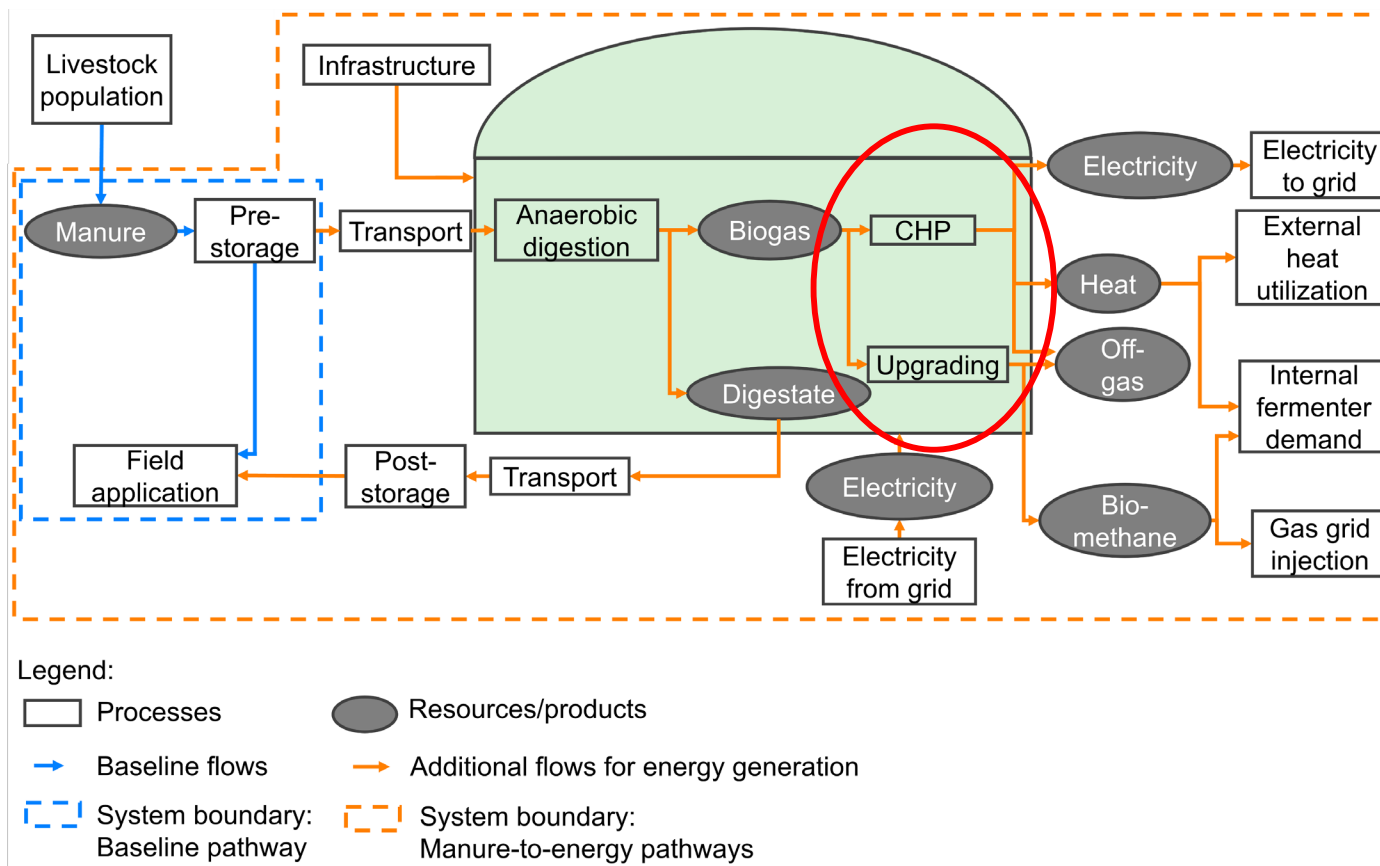 Livestock
population
Infrastructure
Manure
Pre-
storage
Transport
Anaerobic
digestion
Biogas
CHP
Upgrading
Digestate
Electricity
Electricity
to grid
Heat
External
heat
utilization
Off-
gas
Internal
fermenter
demand
Bio-
methane
Gas grid
injection
Field
application
Post-
storage
Transport
Electricity
Electricity
from grid
Legend:
Processes
Resources/products
Baseline flows
Additional flows for energy generation
System boundary:
Baseline pathway
System boundary:
Manure-to-energy pathways